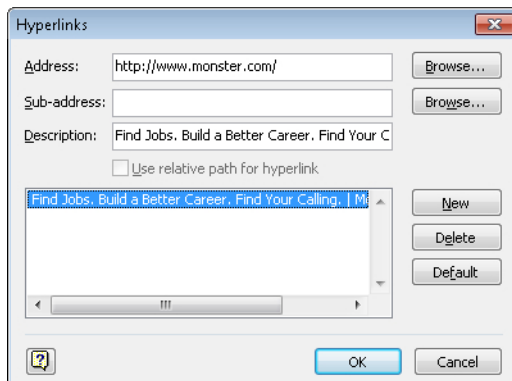 Hyperlinks
Address: http://www.monster.com/ Browse...
Sub-address: Browse...
Description: Find Jobs. Build a Better Career. Find Your C
Use relative path for hyperlink
Find Jobs. Build a Better Career. Find Your Calling. | Mo
New
Delete
Default
OK Cancel